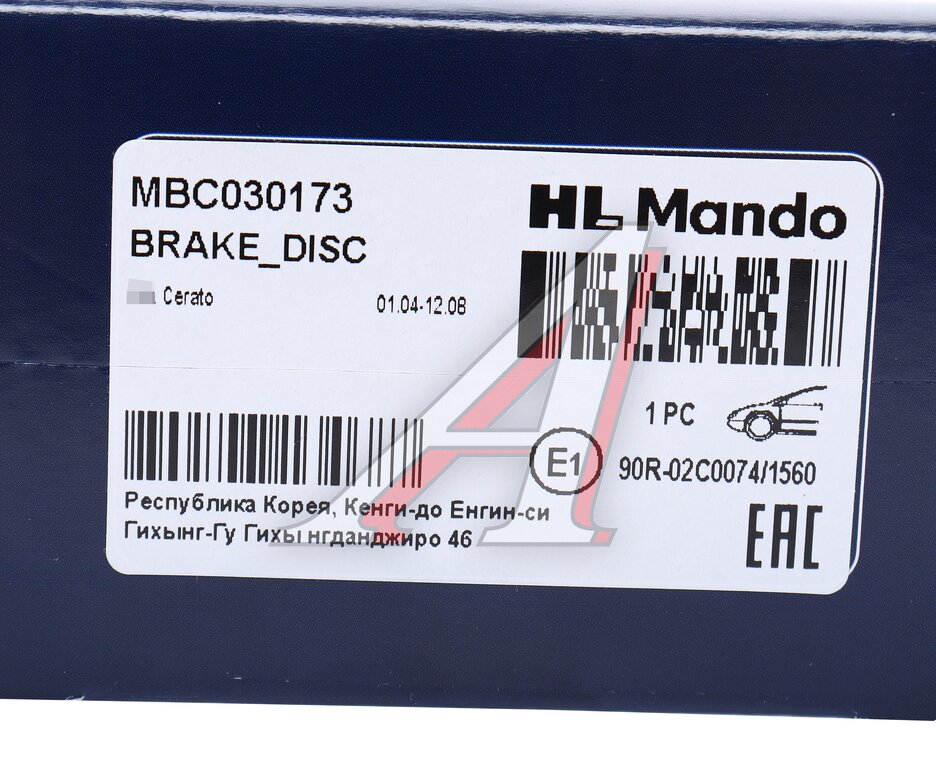 MBC030173
BRAKE_DISC
HL Mando
Cerato 01.04-12.08
1 PC
E1 90R-02C0074/1560
Республика Корея, Кенги-до Енгин-си
Гихынг-Гу Гихы нгданджиро 46
EAC